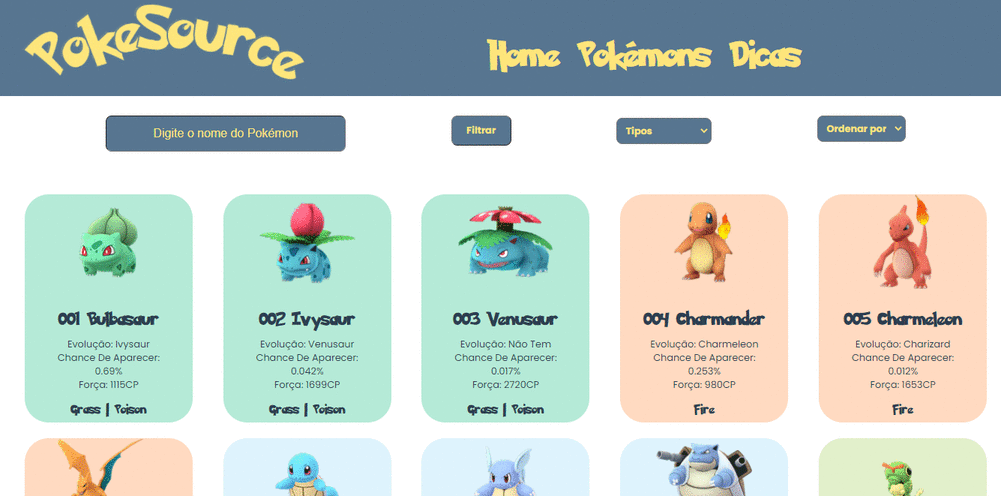 PokeSource
Home Pokémons Dicas
Digite o nome do Pokémon
Filtrar
Tipos
Ordenar por
001 Bulbasaur
Evolução: Ivysaur
Chance De Aparecer:
0.69%
Força: 1115CP
Grass | Poison
002 Ivysaur
Evolução: Venusaur
Chance De Aparecer:
0.042%
Força: 1699CP
Grass | Poison
003 Venusaur
Evolução: Não Tem
Chance De Aparecer:
0.017%
Força: 2720CP
Grass | Poison
004 Charmander
Evolução: Charmeleon
Chance De Aparecer:
0.253%
Força: 980CP
Fire
005 Charmeleon
Evolução: Charizard
Chance De Aparecer:
0.012%
Força: 1653CP
Fire